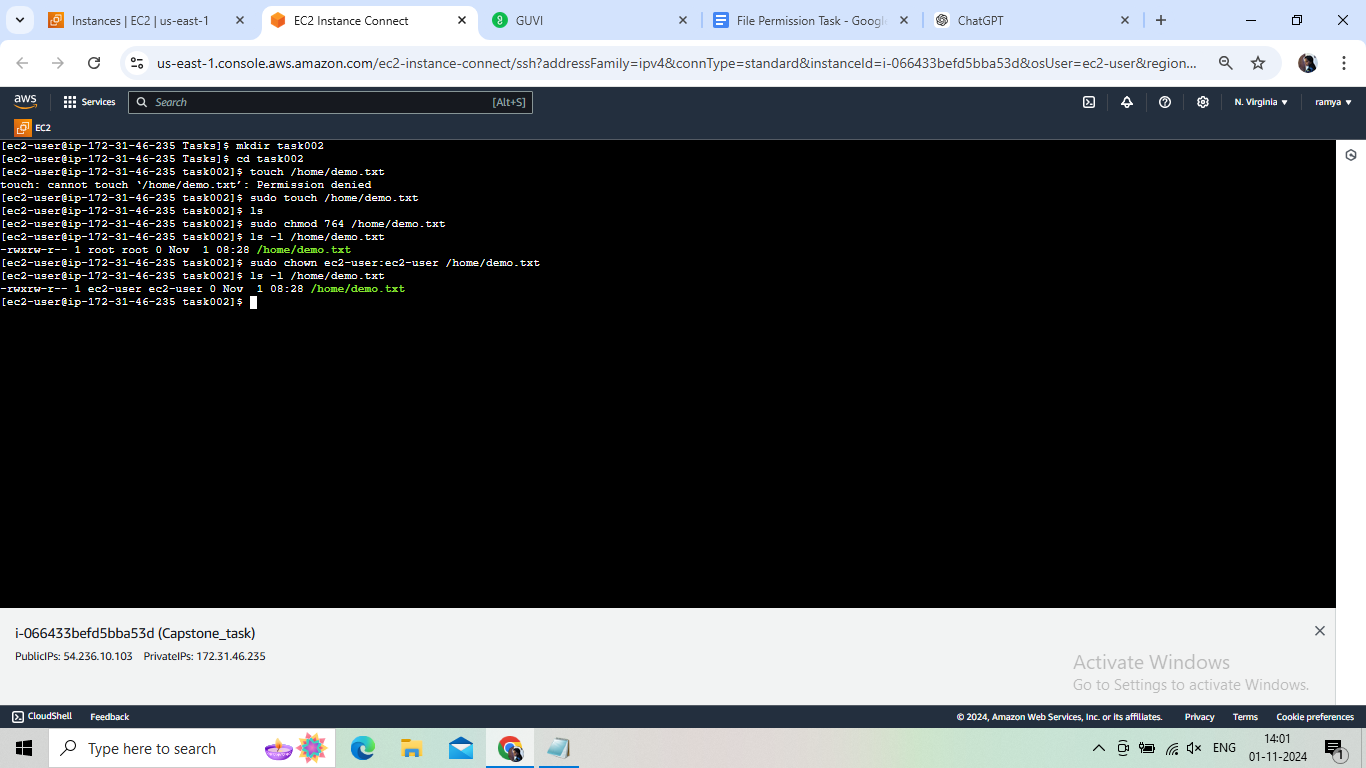 Instances | EC2 | us-east-1
EC2 Instance Connect
GUVI
File Permission Task - Googl
ChatGPT
us-east-1.console.aws.amazon.com/ec2-instance-connect/ssh?addressFamily=ipv4&connType=standard&instanceId=i-066433befd5bba53d&osUser=ec2-user&region...
aws
Services
Search
[Alt+S]
N. Virginia
ramya
EC2
[ec2-user@ip-172-31-46-235 Tasks]$ mkdir task002
[ec2-user@ip-172-31-46-235 Tasks]$ cd task002
[ec2-user@ip-172-31-46-235 task002]$ touch /home/demo.txt
touch: cannot touch ‘/home/demo.txt’: Permission denied
[ec2-user@ip-172-31-46-235 task002]$ sudo touch /home/demo.txt
[ec2-user@ip-172-31-46-235 task002]$ ls
[ec2-user@ip-172-31-46-235 task002]$ sudo chmod 764 /home/demo.txt
[ec2-user@ip-172-31-46-235 task002]$ ls -l /home/demo.txt
-rwxrw-r-- 1 root root 0 Nov  1 08:28 /home/demo.txt
[ec2-user@ip-172-31-46-235 task002]$ sudo chown ec2-user:ec2-user /home/demo.txt
[ec2-user@ip-172-31-46-235 task002]$ ls -l /home/demo.txt
-rwxrw-r-- 1 ec2-user ec2-user 0 Nov  1 08:28 /home/demo.txt
[ec2-user@ip-172-31-46-235 task002]$
i-066433befd5bba53d (Capstone_task)
PublicIPs: 54.236.10.103 PrivateIPs: 172.31.46.235
Activate Windows
Go to Settings to activate Windows.
CloudShell
Feedback
© 2024, Amazon Web Services, Inc. or its affiliates.
Privacy
Terms
Cookie preferences
Type here to search
ENG
14:01
01-11-2024
1